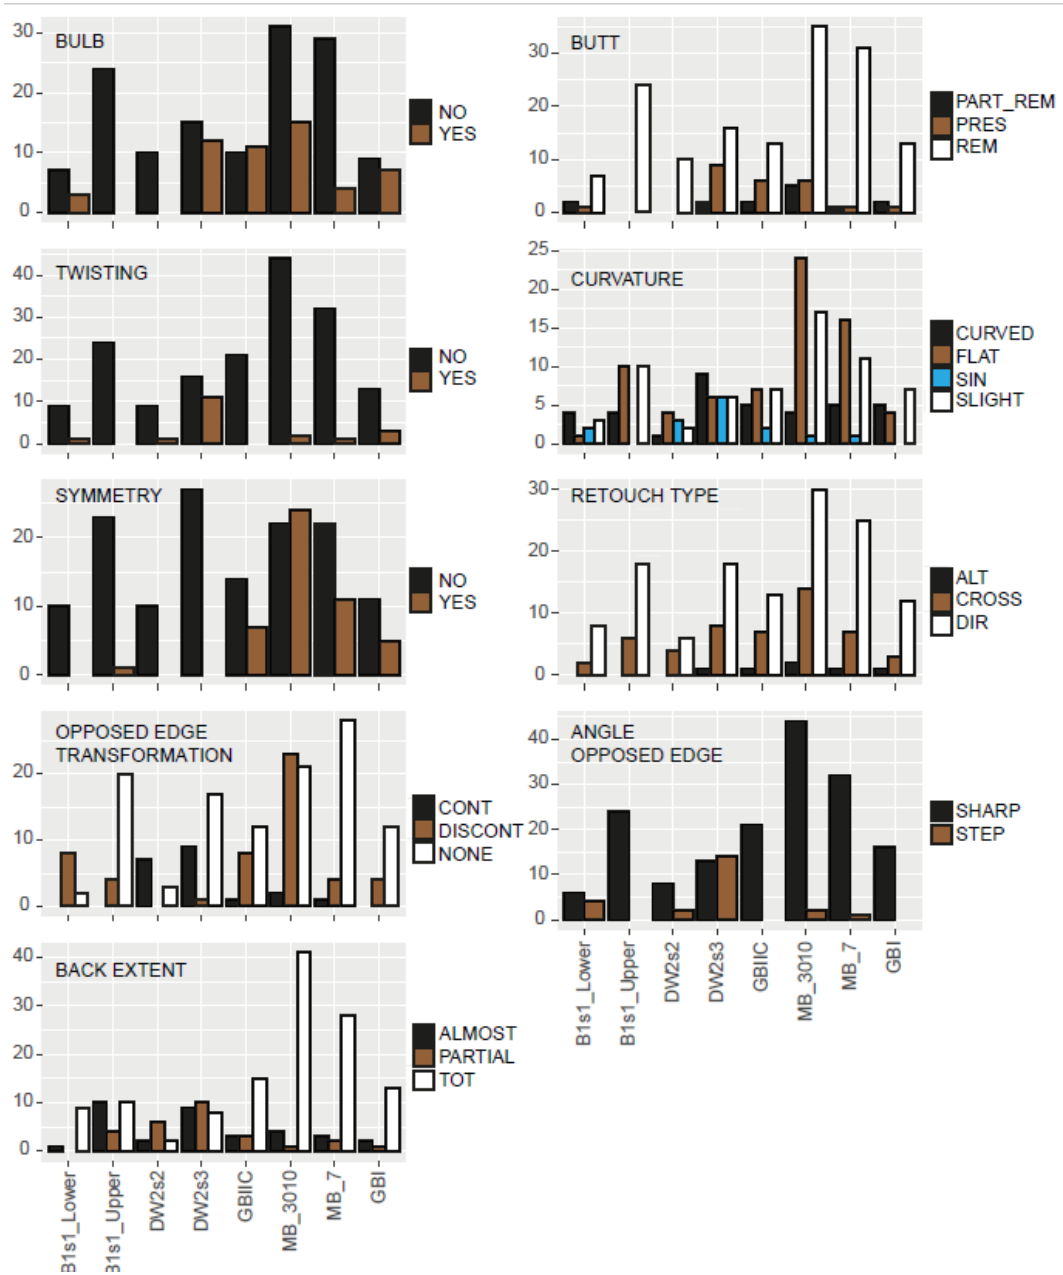 BULB
30
20
10
0
NO
YES
BUTT
30
20
10
0
PART_REM
PRES
REM
TWISTING
40
30
20
10
0
NO
YES
CURVATURE
25
20
15
10
5
0
CURVED
FLAT
SIN
SLIGHT
SYMMETRY
20
10
0
NO
YES
RETOUCH TYPE
30
20
10
0
ALT
CROSS
DIR
OPPOSED EDGE
TRANSFORMATION
20
10
0
CONT
DISCONT
NONE
ANGLE
OPPOSED EDGE
40
30
20
10
0
SHARP
STEP
B1s1_Lower
B1s1_Upper
DW2s2
DW2s3
GBIIC
MB_3010
MB_7
GBI
BACK EXTENT
40
30
20
10
0
ALMOST
PARTIAL
TOT
B1s1_Lower
B1s1_Upper
DW2s2
DW2s3
GBIIC
MB_3010
MB_7
GBI